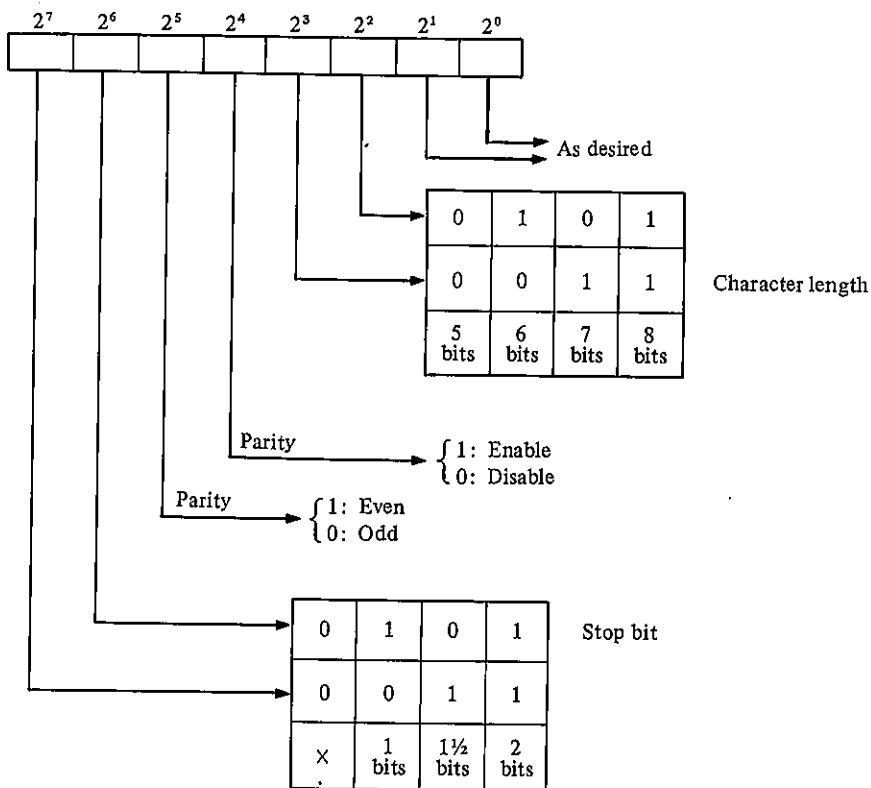 2⁷ 2⁶ 2⁵ 2⁴ 2³ 2² 2¹ 2⁰
As desired
0 1 0 1
0 0 1 1
Character length
5 bits 6 bits 7 bits 8 bits
Parity
1: Enable
0: Disable
Parity
1: Even
0: Odd
0 1 0 1
Stop bit
0 0 1 1
X 1 bits 1½ bits 2 bits